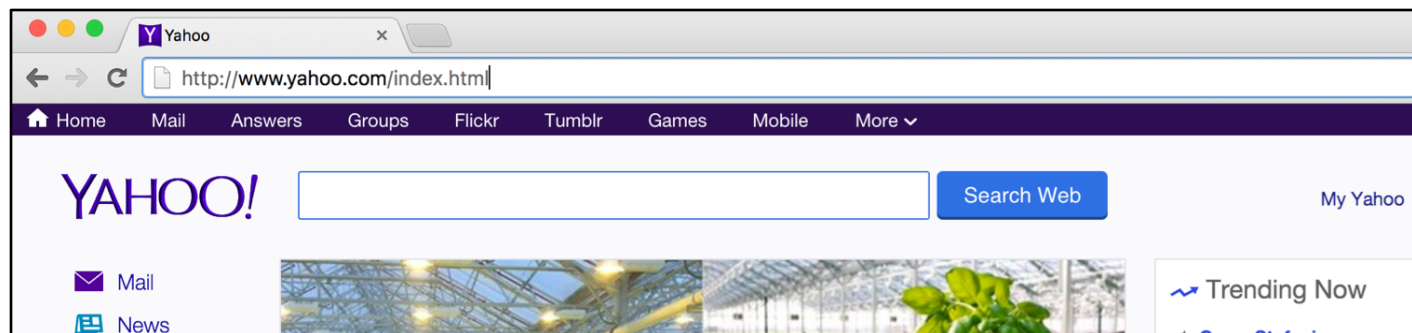 Yahoo
http://www.yahoo.com/index.html
Home Mail Answers Groups Flickr Tumblr Games Mobile More
YAHOO!
Search Web
My Yahoo
Mail
Trending Now
News